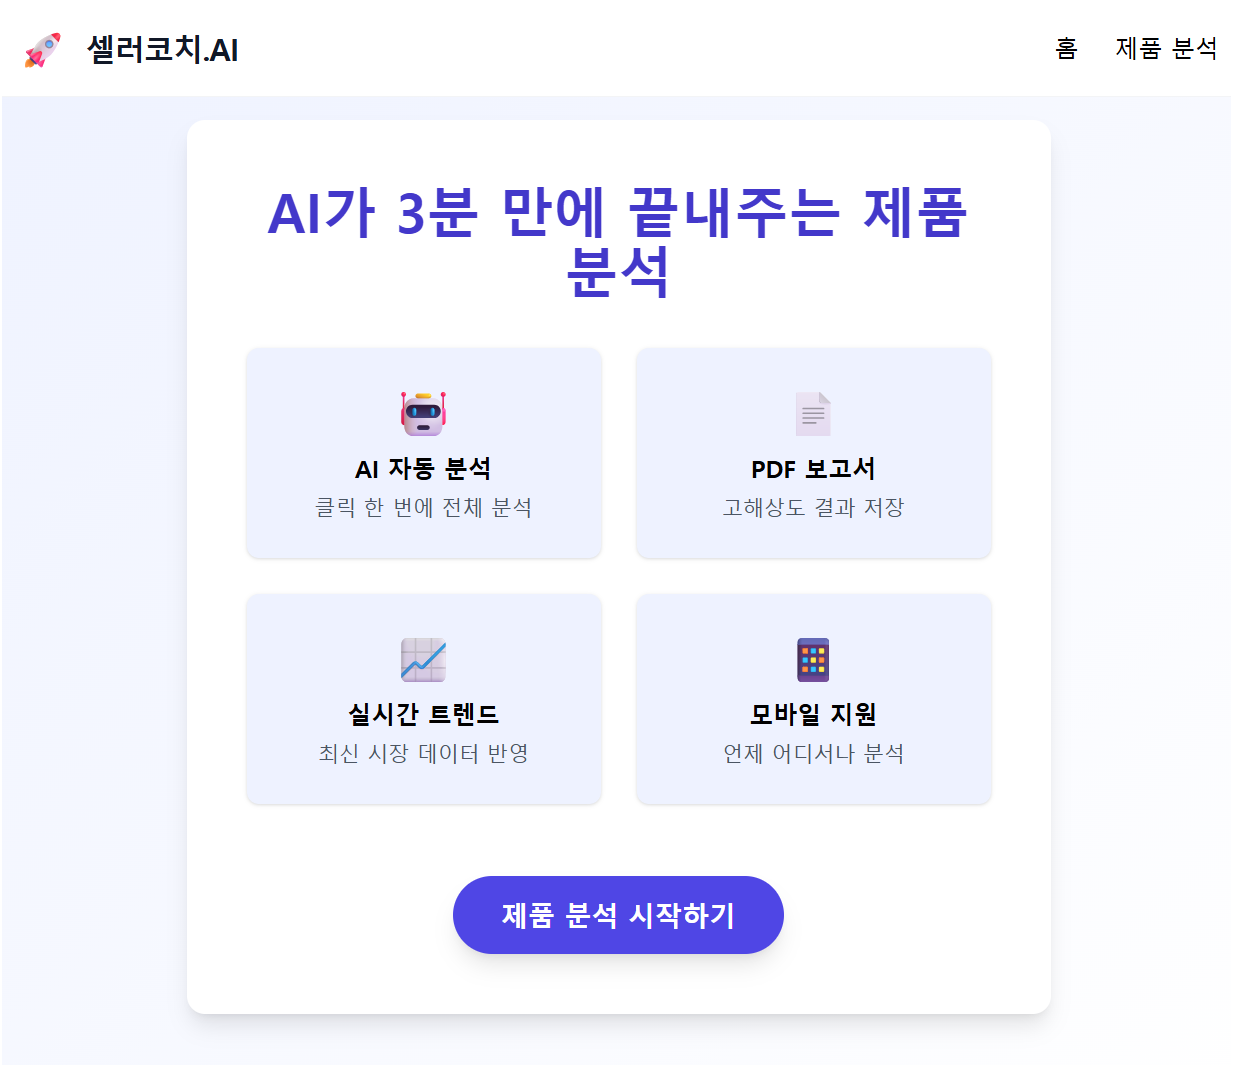 셀러코치.AI
홈
제품 분석
AI가 3분 만에 끝내주는 제품
분석
AI 자동 분석
클릭 한 번에 전체 분석
PDF 보고서
고해상도 결과 저장
실시간 트렌드
최신 시장 데이터 반영
모바일 지원
언제 어디서나 분석
제품 분석 시작하기